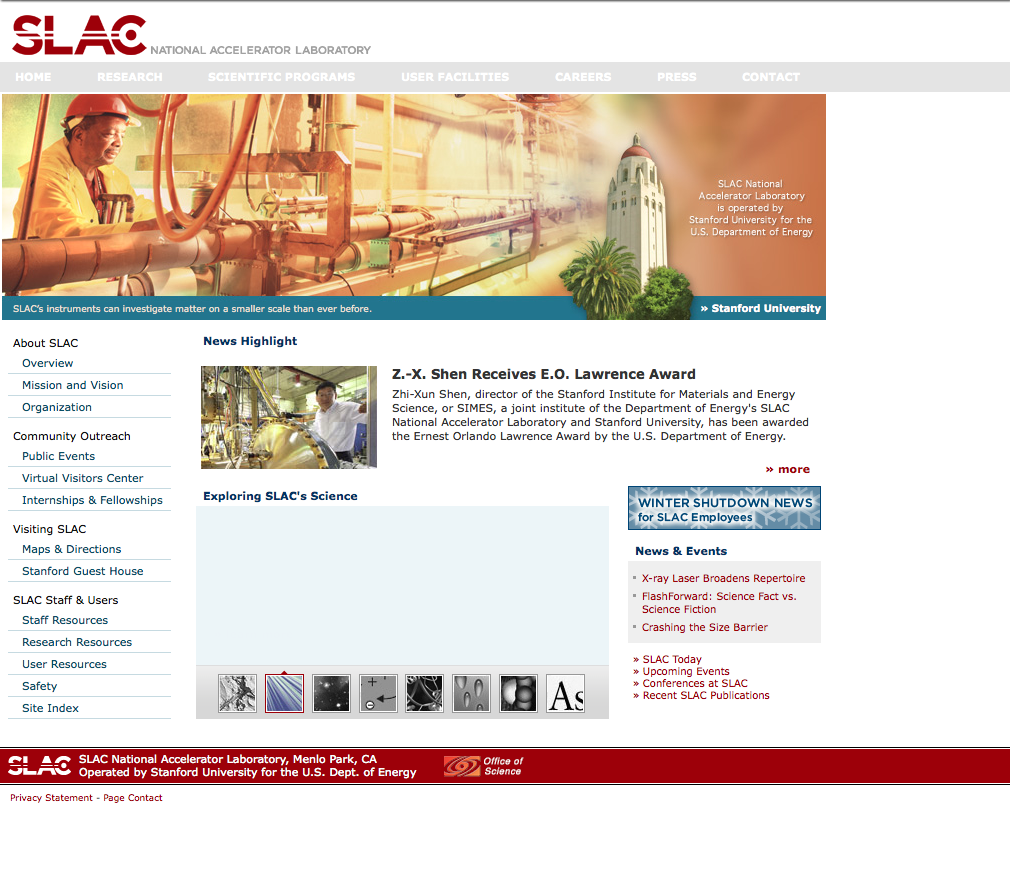 SLAC NATIONAL ACCELERATOR LABORATORY
HOME RESEARCH SCIENTIFIC PROGRAMS USER FACILITIES CAREERS PRESS CONTACT
SLAC National
Accelerator Laboratory
is operated by
Stanford University for the
U.S. Department of Energy
SLAC's instruments can investigate matter on a smaller scale than ever before.
» Stanford University
About SLAC
Overview
Mission and Vision
Organization
Community Outreach
Public Events
Virtual Visitors Center
Internships & Fellowships
Visiting SLAC
Maps & Directions
Stanford Guest House
SLAC Staff & Users
Staff Resources
Research Resources
User Resources
Safety
Site Index
News Highlight
Z.-X. Shen Receives E.O. Lawrence Award
Zhi-Xun Shen, director of the Stanford Institute for Materials and Energy
Science, or SIMES, a joint institute of the Department of Energy's SLAC
National Accelerator Laboratory and Stanford University, has been awarded
the Ernest Orlando Lawrence Award by the U.S. Department of Energy.
» more
Exploring SLAC's Science
As
WINTER SHUTDOWN NEWS
for SLAC Employees
News & Events
X-ray Laser Broadens Repertoire
FlashForward: Science Fact vs.
Science Fiction
Crashing the Size Barrier
» SLAC Today
» Upcoming Events
» Conferences at SLAC
» Recent SLAC Publications
SLAC
SLAC National Accelerator Laboratory, Menlo Park, CA
Operated by Stanford University for the U.S. Dept. of Energy
Office of
Science
Privacy Statement - Page Contact